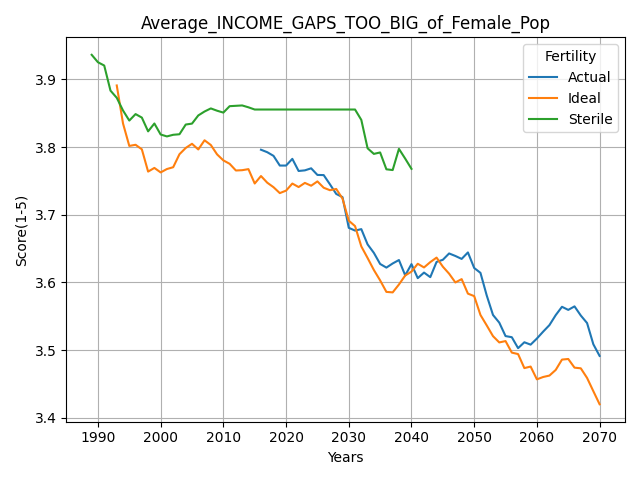 Average_INCOME_GAPS_TOO_BIG_of_Female_Pop
Fertility
Actual
Ideal
Sterile
Score(1-5)
3.9
3.8
3.7
3.6
3.5
3.4
1990 2000 2010 2020 2030 2040 2050 2060 2070
Years